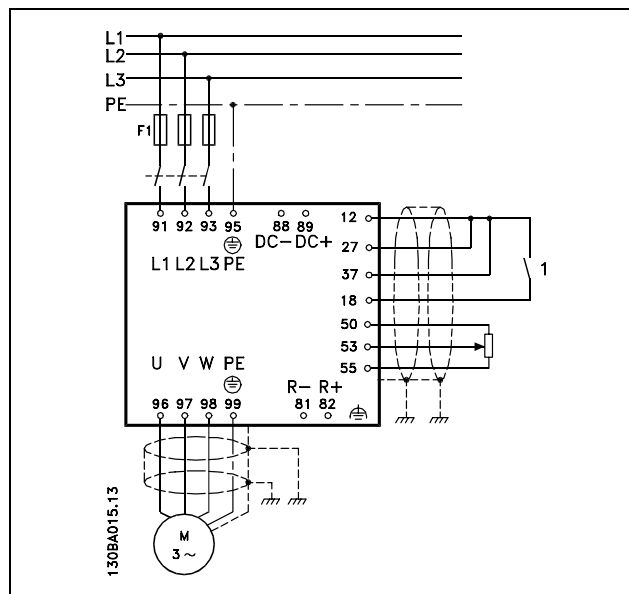 L1
L2
L3
PE
F1
91 92 93 95 88 89
DC- DC+
L1 L2 L3 PE
12
27
37
18
50
53
55
1
U V W PE
R- R+
96 97 98 99 81 82
M
3 ~
130BA015.13